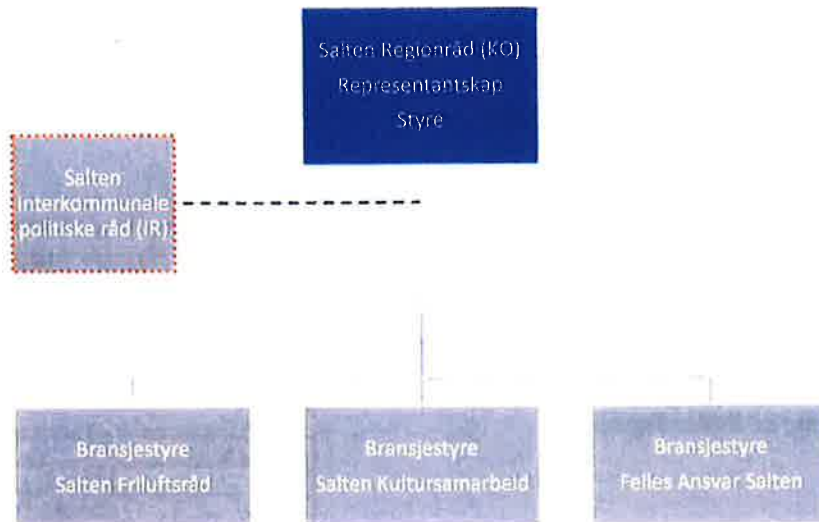 Salten Regionråd (KO)
Representantskap
Styre
Salten
interkommunale
politiske råd (IR)
Bransjestyre
Salten Friluftsråd
Bransjestyre
Salten Kultursamarbeid
Bransjestyre
Felles Ansvar Salten